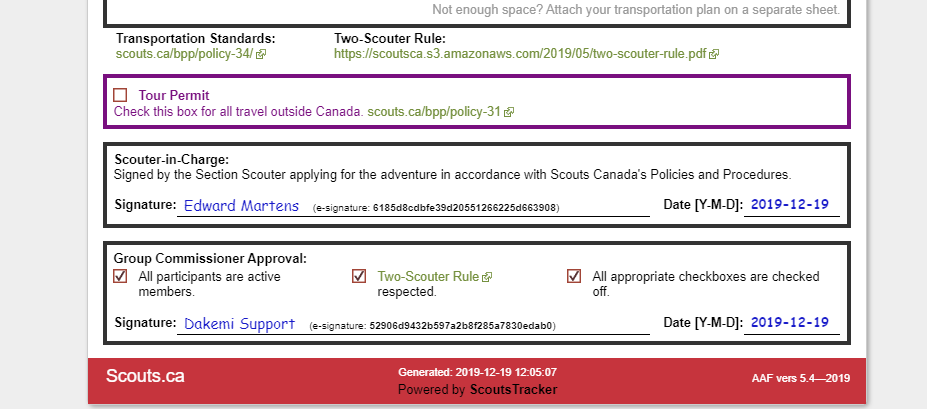 Not enough space? Attach your transportation plan on a separate sheet.
Transportation Standards: Two-Scouter Rule:
scouts.ca/bpp/policy-34/ https://scoutsca.s3.amazonaws.com/2019/05/two-scouter-rule.pdf
Tour Permit
Check this box for all travel outside Canada. scouts.ca/bpp/policy-31
Scouter-in-Charge:
Signed by the Section Scouter applying for the adventure in accordance with Scouts Canada's Policies and Procedures.
Signature: Edward Martens (e-signature: 6185d8cdbfe39d20551266225d663908) Date [Y-M-D]: 2019-12-19
Group Commissioner Approval:
All participants are active Two-Scouter Rule All appropriate checkboxes are checked
members. respected. off.
Signature: Dakemi Support (e-signature: 52906d9432b597a2b8f285a7830edab0) Date [Y-M-D]: 2019-12-19
Scouts.ca Generated: 2019-12-19 12:05:07 AAF vers 5.4—2019
Powered by ScoutsTracker